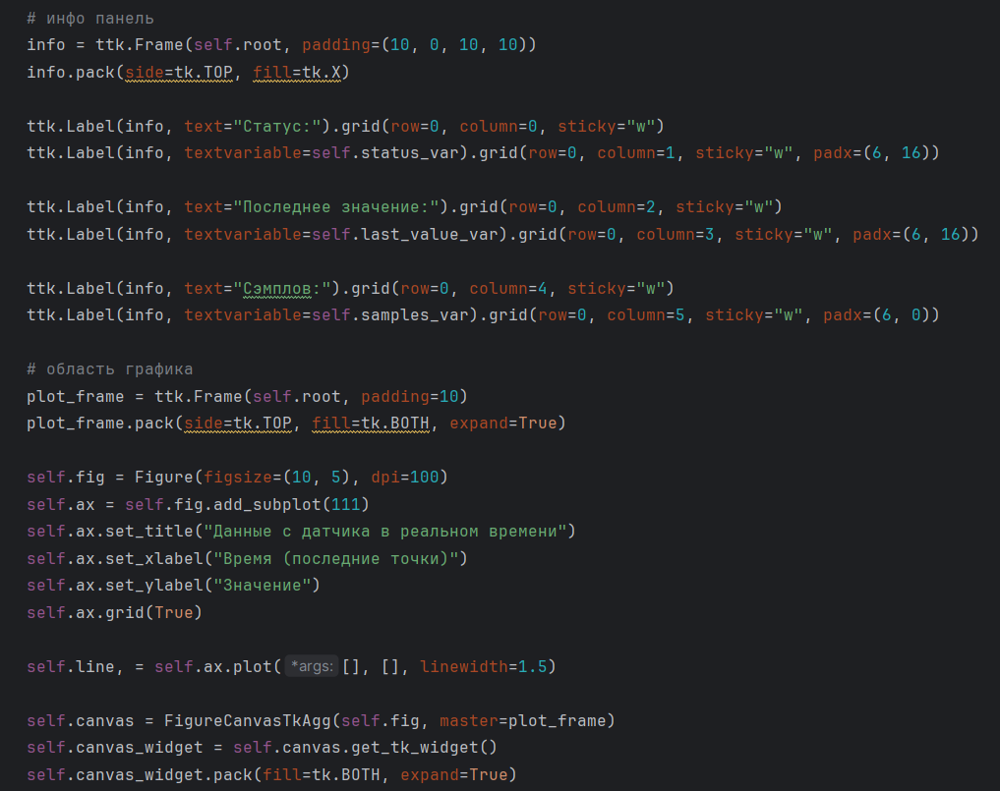 # инфо панель
info = ttk.Frame(self.root, padding=(10, 0, 10, 10))
info.pack(side=tk.TOP, fill=tk.X)
ttk.Label(info, text="Статус:").grid(row=0, column=0, sticky="w")
ttk.Label(info, textvariable=self.status_var).grid(row=0, column=1, sticky="w", padx=(6, 16))
ttk.Label(info, text="Последнее значение:").grid(row=0, column=2, sticky="w")
ttk.Label(info, textvariable=self.last_value_var).grid(row=0, column=3, sticky="w", padx=(6, 16))
ttk.Label(info, text="Сэмплов:").grid(row=0, column=4, sticky="w")
ttk.Label(info, textvariable=self.samples_var).grid(row=0, column=5, sticky="w", padx=(6, 0))
# область графика
plot_frame = ttk.Frame(self.root, padding=10)
plot_frame.pack(side=tk.TOP, fill=tk.BOTH, expand=True)
self.fig = Figure(figsize=(10, 5), dpi=100)
self.ax = self.fig.add_subplot(111)
self.ax.set_title("Данные с датчика в реальном времени")
self.ax.set_xlabel("Время (последние точки)")
self.ax.set_ylabel("Значение")
self.ax.grid(True)
self.line, = self.ax.plot( *args: [], [], linewidth=1.5)
self.canvas = FigureCanvasTkAgg(self.fig, master=plot_frame)
self.canvas_widget = self.canvas.get_tk_widget()
self.canvas_widget.pack(fill=tk.BOTH, expand=True)